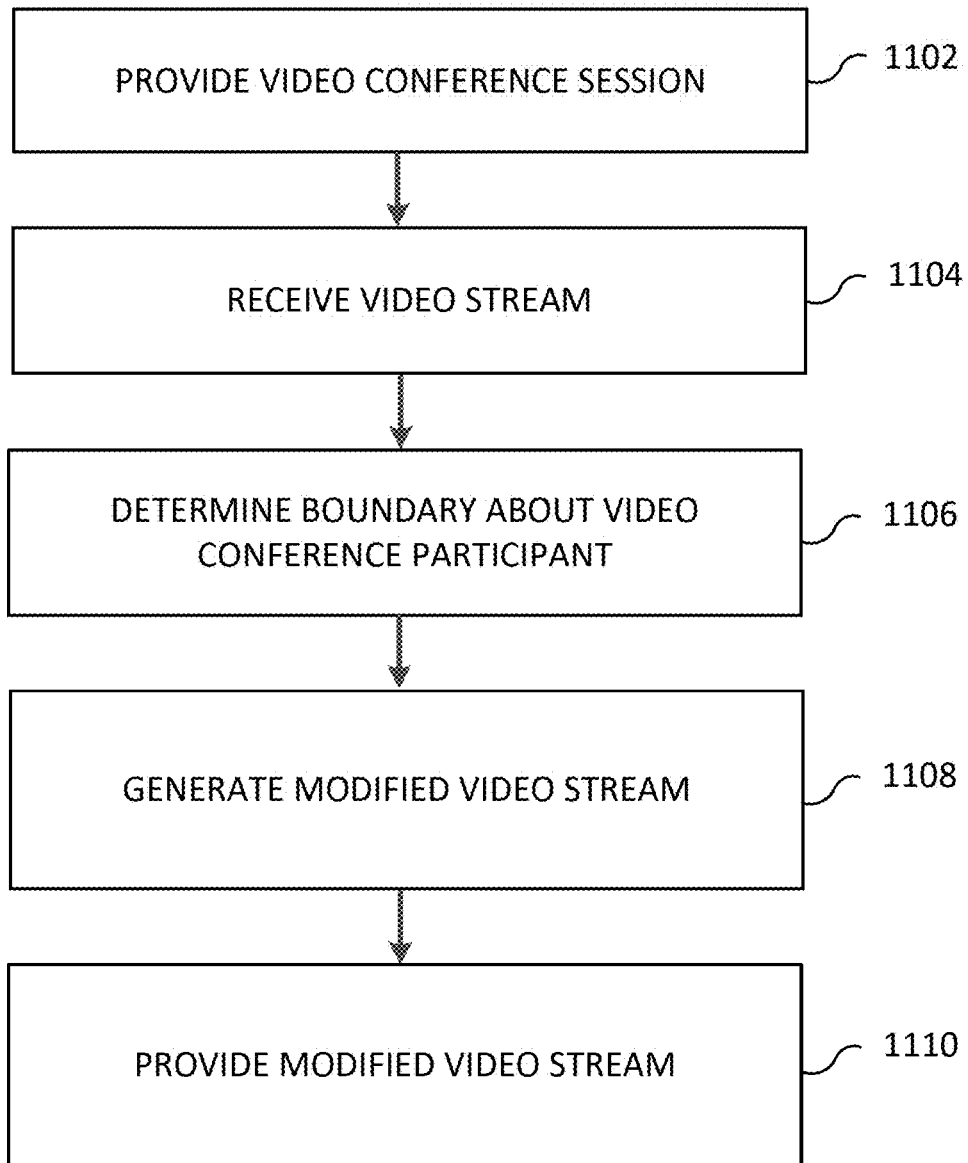 PROVIDE VIDEO CONFERENCE SESSION
1102
RECEIVE VIDEO STREAM
1104
DETERMINE BOUNDARY ABOUT VIDEO
CONFERENCE PARTICIPANT
1106
GENERATE MODIFIED VIDEO STREAM
1108
PROVIDE MODIFIED VIDEO STREAM
1110